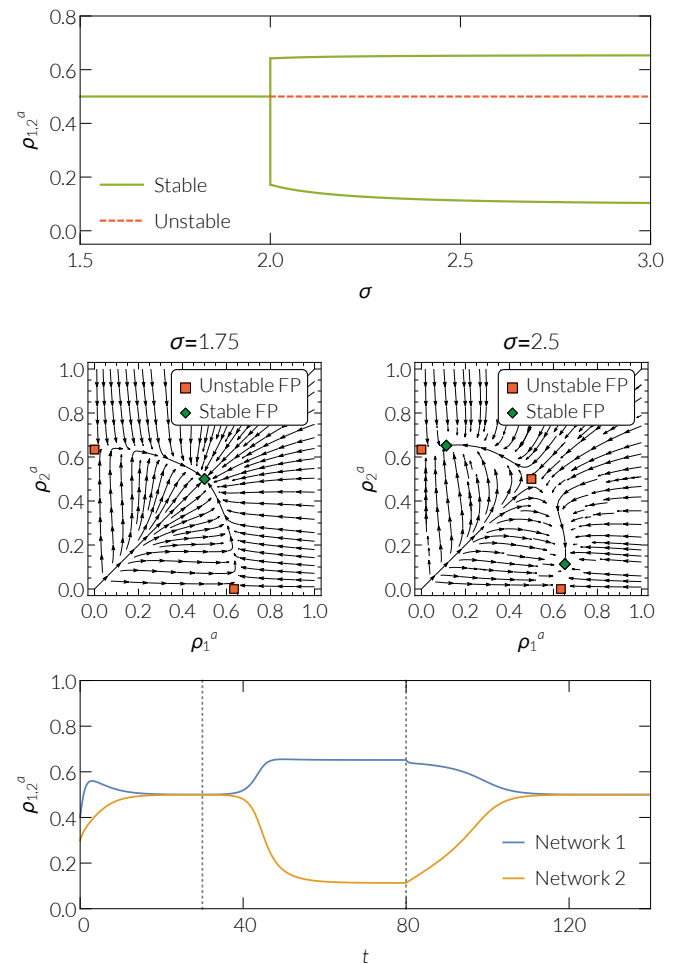 0.8
0.6
0.4
0.2
0.0
ρ1,2a
Stable
Unstable
1.5 2.0 2.5 3.0
σ
σ=1.75
1.0
0.8
0.6
0.4
0.2
0.0
ρ2a
Unstable FP
Stable FP
0.0 0.2 0.4 0.6 0.8 1.0
ρ1a
σ=2.5
1.0
0.8
0.6
0.4
0.2
0.0
ρ2a
Unstable FP
Stable FP
0.0 0.2 0.4 0.6 0.8 1.0
ρ1a
1.0
0.8
0.6
0.4
0.2
0.0
ρ1,2a
Network 1
Network 2
0 40 80 120
t